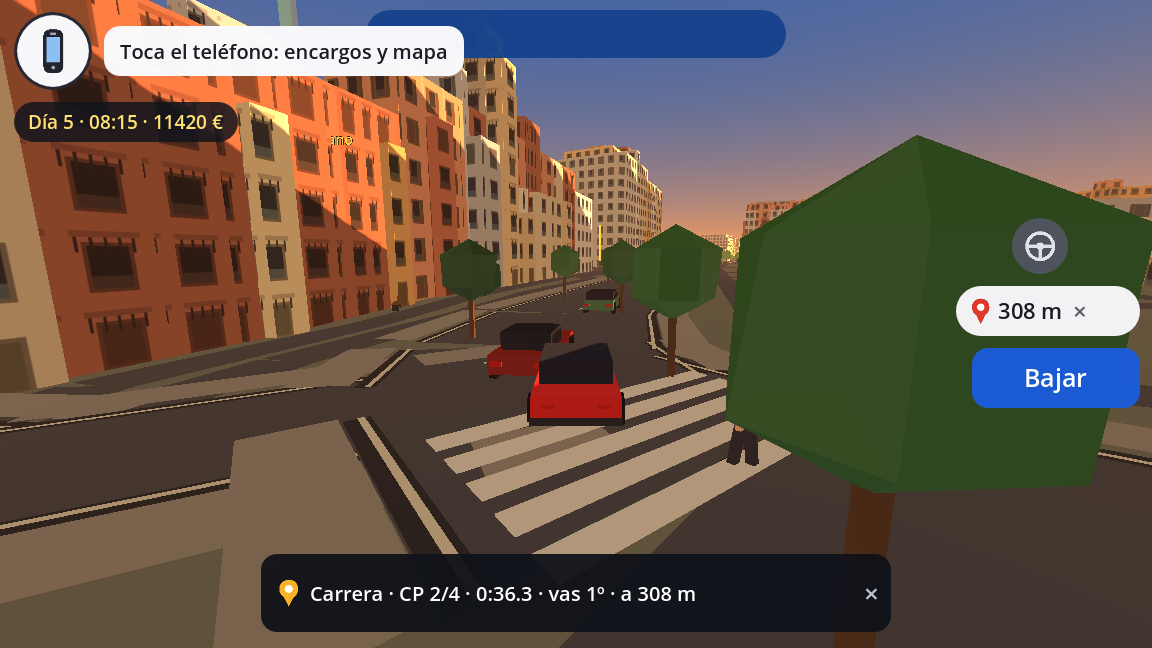 Toca el teléfono: encargos y mapa
Día 5 · 08:15 · 11420 €
308 m ×
Bajar
Carrera · CP 2/4 · 0:36.3 · vas 1º · a 308 m ×